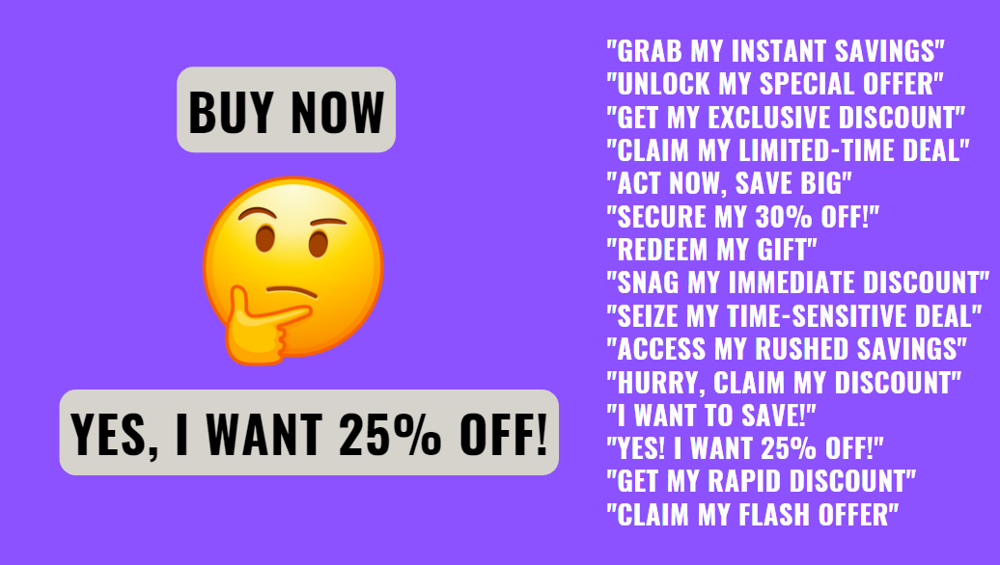 BUY NOW
YES, I WANT 25% OFF!
"GRAB MY INSTANT SAVINGS"
"UNLOCK MY SPECIAL OFFER"
"GET MY EXCLUSIVE DISCOUNT"
"CLAIM MY LIMITED-TIME DEAL"
"ACT NOW, SAVE BIG"
"SECURE MY 30% OFF!"
"REDEEM MY GIFT"
"SNAG MY IMMEDIATE DISCOUNT"
"SEIZE MY TIME-SENSITIVE DEAL"
"ACCESS MY RUSHED SAVINGS"
"HURRY, CLAIM MY DISCOUNT"
"I WANT TO SAVE!"
"YES! I WANT 25% OFF!"
"GET MY RAPID DISCOUNT"
"CLAIM MY FLASH OFFER"